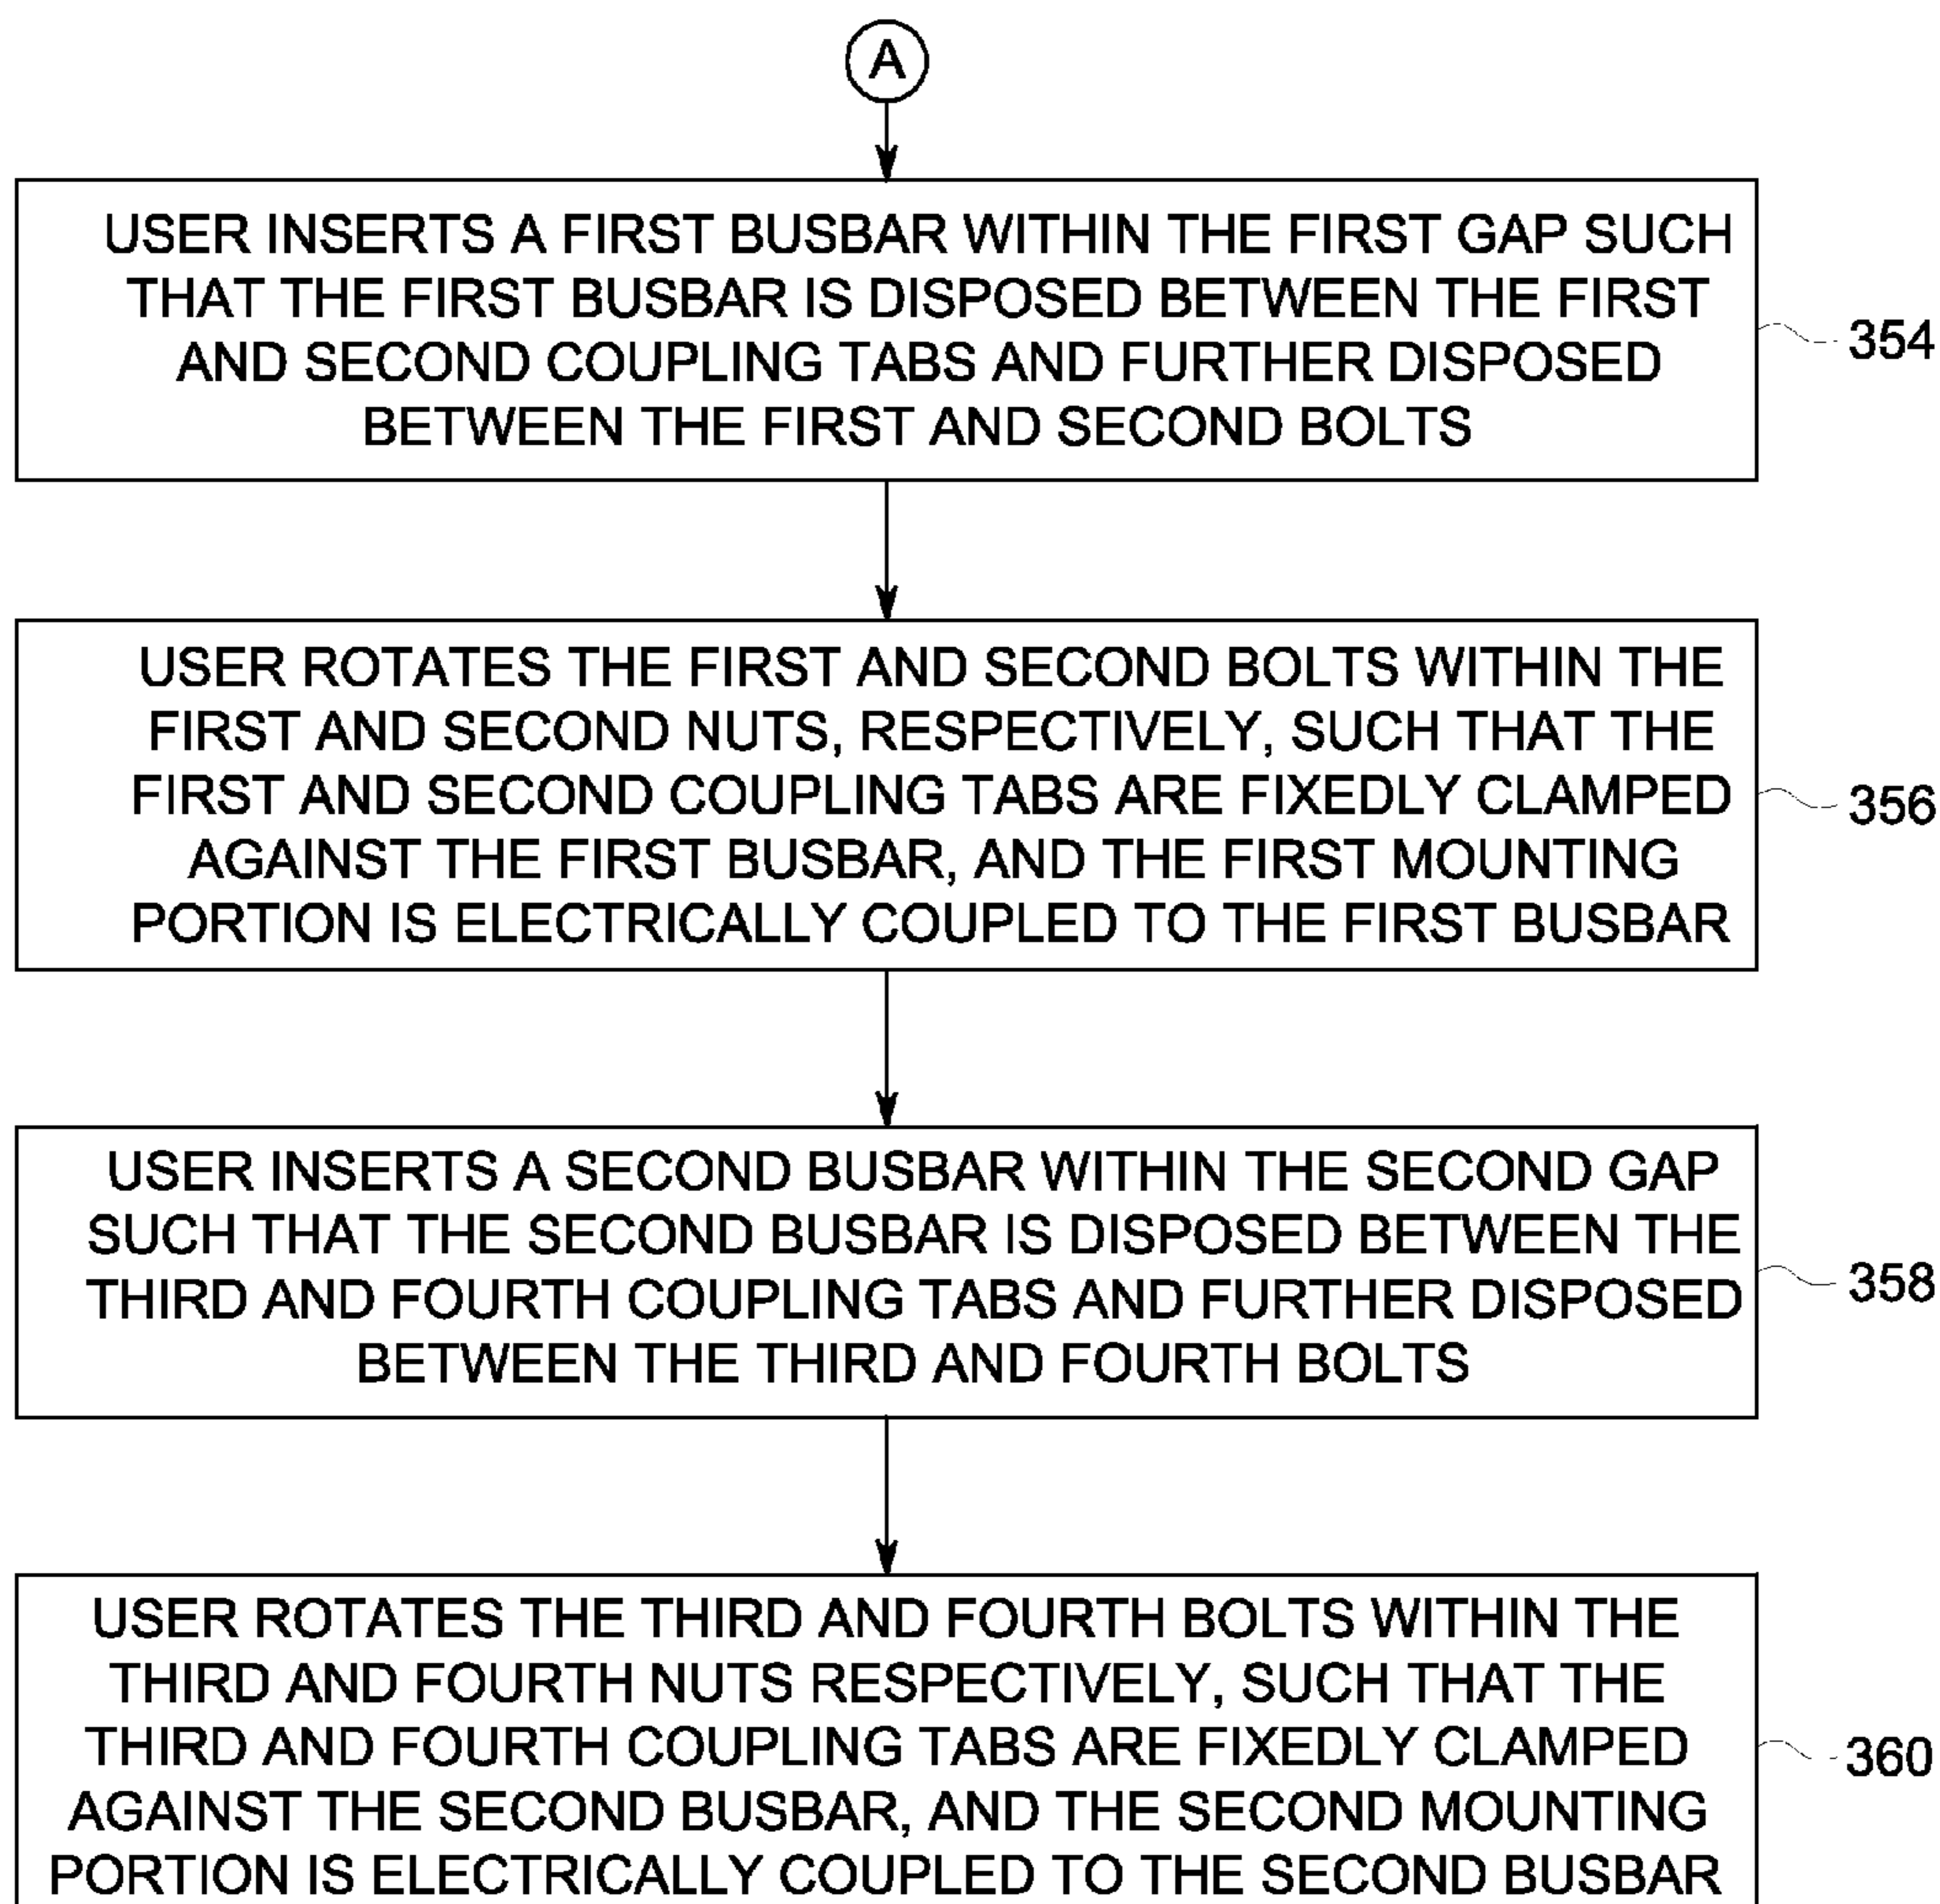 A
USER INSERTS A FIRST BUSBAR WITHIN THE FIRST GAP SUCH
THAT THE FIRST BUSBAR IS DISPOSED BETWEEN THE FIRST
AND SECOND COUPLING TABS AND FURTHER DISPOSED
BETWEEN THE FIRST AND SECOND BOLTS
354
USER ROTATES THE FIRST AND SECOND BOLTS WITHIN THE
FIRST AND SECOND NUTS, RESPECTIVELY, SUCH THAT THE
FIRST AND SECOND COUPLING TABS ARE FIXEDLY CLAMPED
AGAINST THE FIRST BUSBAR, AND THE FIRST MOUNTING
PORTION IS ELECTRICALLY COUPLED TO THE FIRST BUSBAR
356
USER INSERTS A SECOND BUSBAR WITHIN THE SECOND GAP
SUCH THAT THE SECOND BUSBAR IS DISPOSED BETWEEN THE
THIRD AND FOURTH COUPLING TABS AND FURTHER DISPOSED
BETWEEN THE THIRD AND FOURTH BOLTS
358
USER ROTATES THE THIRD AND FOURTH BOLTS WITHIN THE
THIRD AND FOURTH NUTS RESPECTIVELY, SUCH THAT THE
THIRD AND FOURTH COUPLING TABS ARE FIXEDLY CLAMPED
AGAINST THE SECOND BUSBAR, AND THE SECOND MOUNTING
PORTION IS ELECTRICALLY COUPLED TO THE SECOND BUSBAR
360